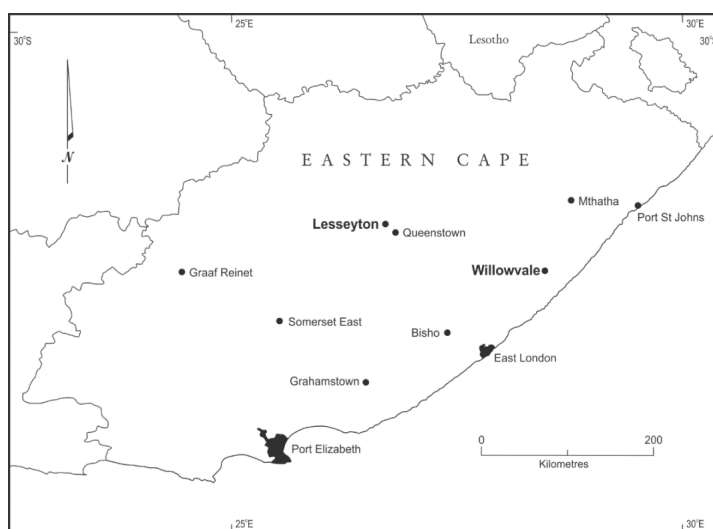 25°E
30°E
30°S
30°S
Lesotho
N
EASTERN CAPE
Mthatha
Port St Johns
Lesseyton
Queenstown
Willowvale
Graaf Reinet
Somerset East
Bisho
East London
Grahamstown
Port Elizabeth
0
200
Kilometres
25°E
30°E